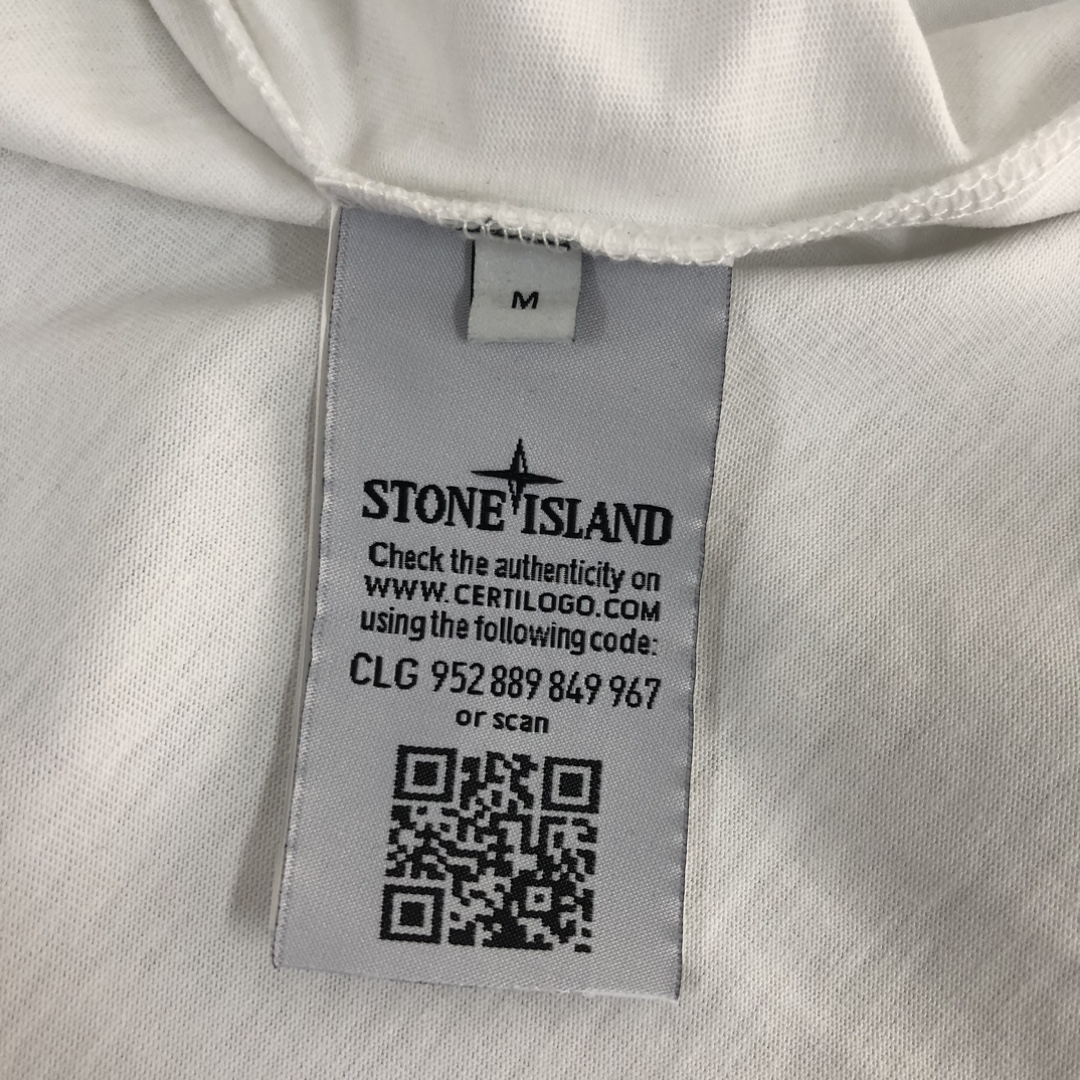 M
STONE ISLAND
Check the authenticity on
WWW.CERTILOGO.COM
using the following code:
CLG 952 889 849 967
or scan